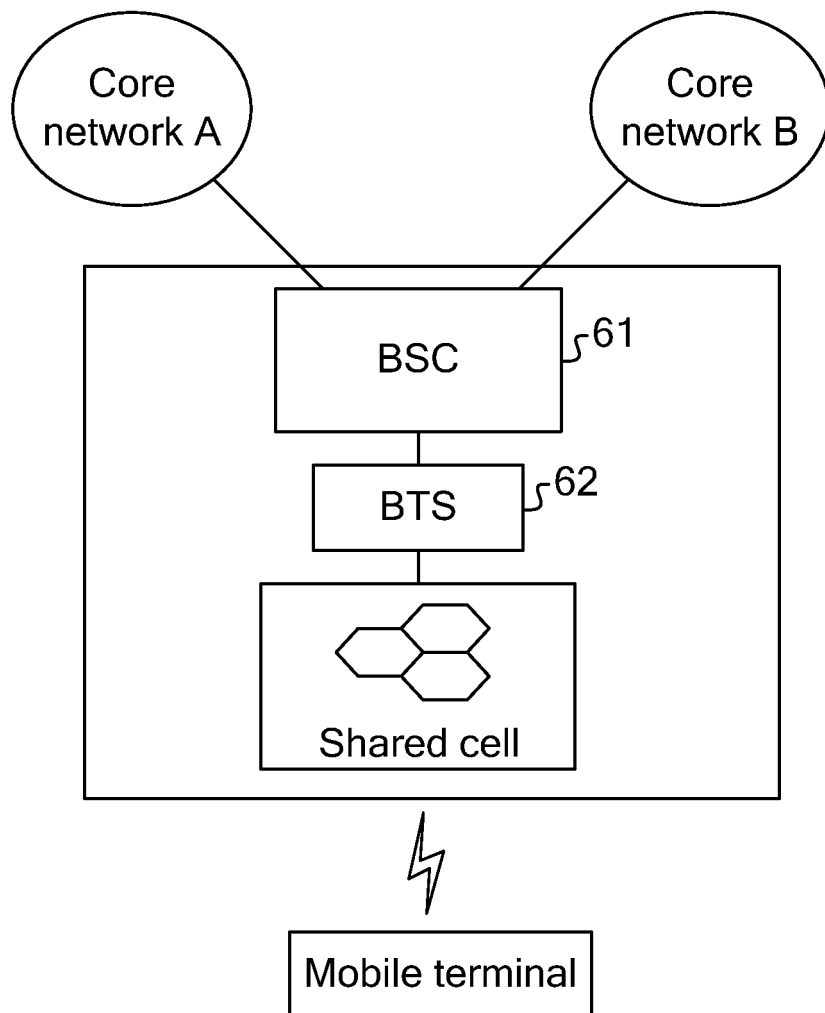 Core
network A
Core
network B
BSC
61
BTS
62
Shared cell
Mobile terminal